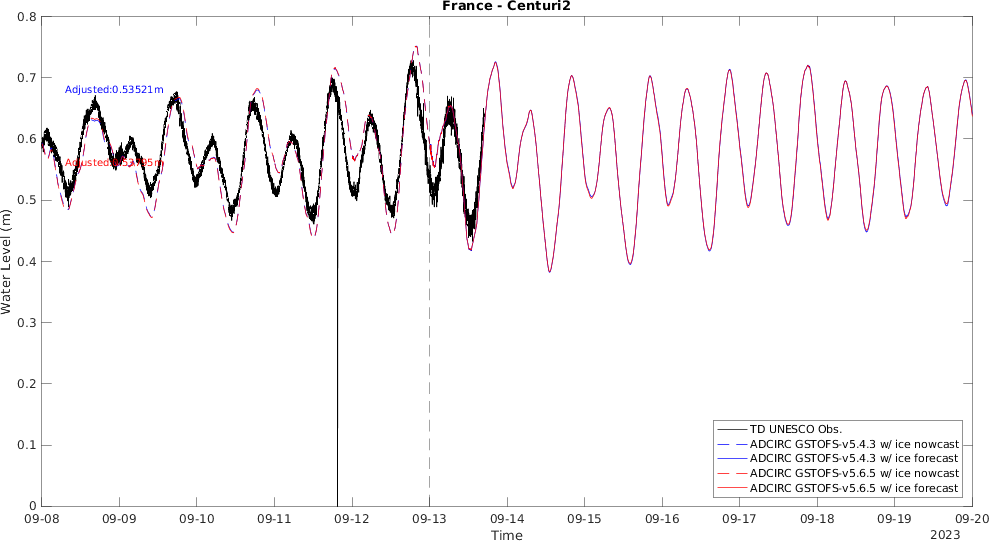 France - Centuri2
0.8
0.7
0.6
0.5
0.4
0.3
0.2
0.1
0
Water Level (m)
Adjusted:0.53521m
09-08
09-09
09-10
09-11
09-12
09-13
09-14
09-15
09-16
09-17
09-18
09-19
09-20
Time
2023
TD UNESCO Obs.
ADCIRC GSTOFS-v5.4.3 w/ ice nowcast
ADCIRC GSTOFS-v5.4.3 w/ ice forecast
ADCIRC GSTOFS-v5.6.5 w/ ice nowcast
ADCIRC GSTOFS-v5.6.5 w/ ice forecast